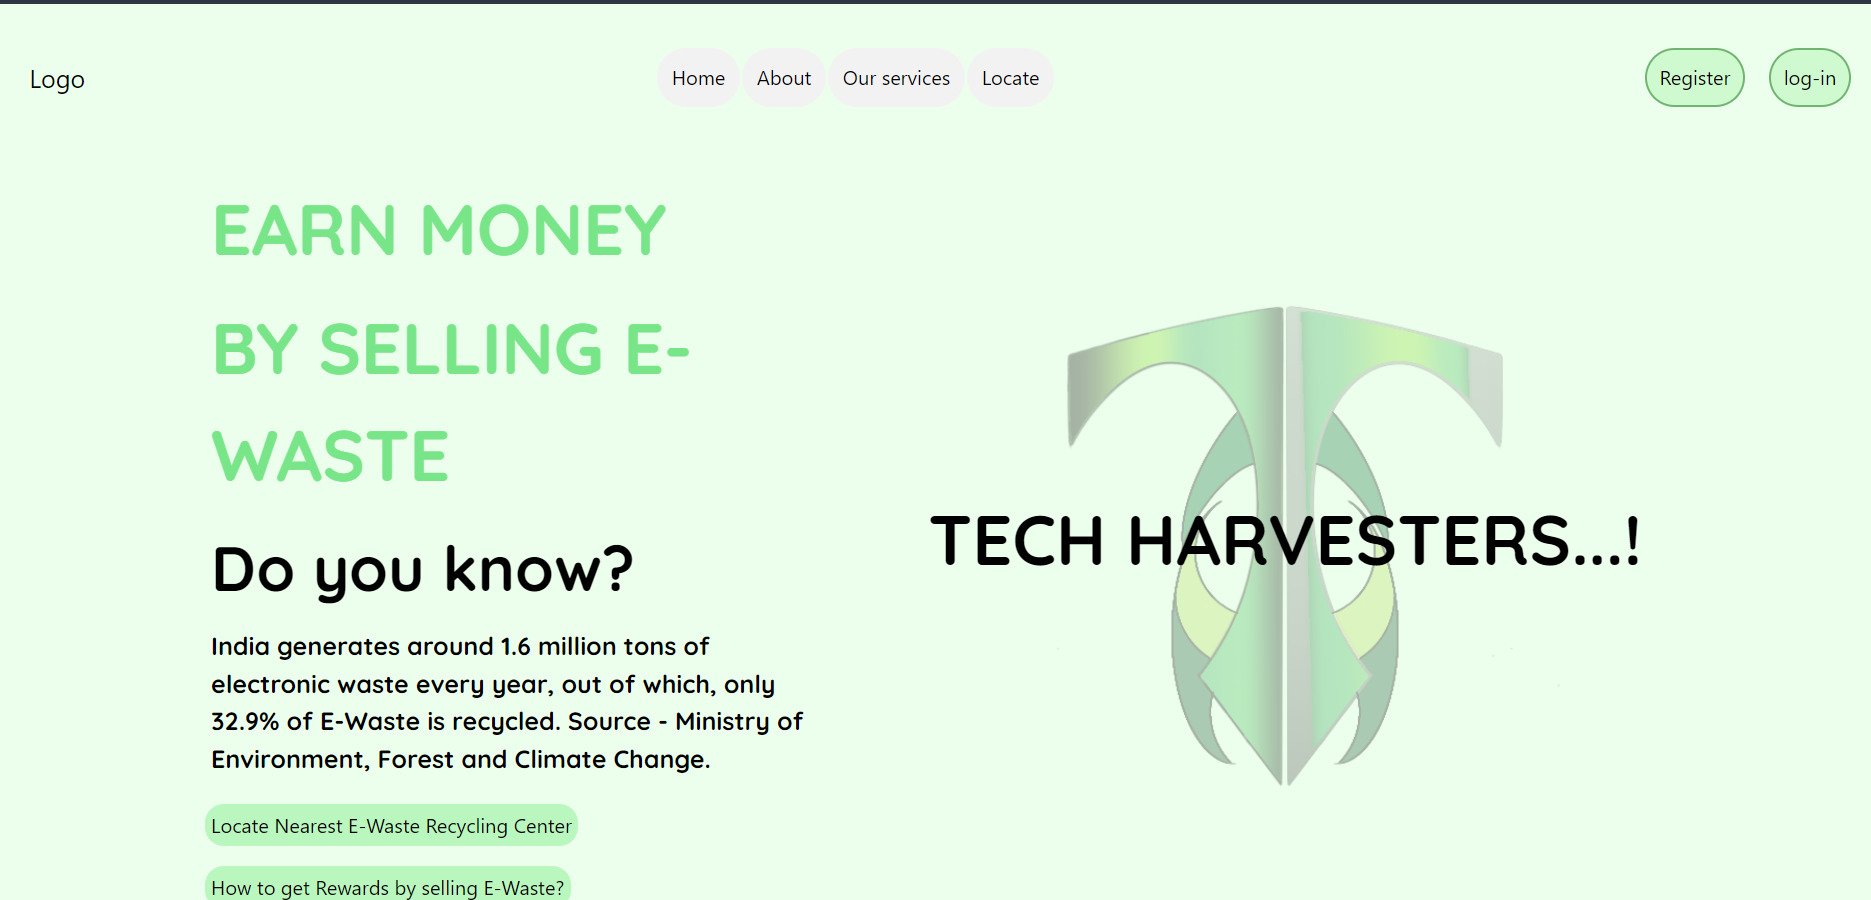 Logo
Home
About
Our services
Locate
Register
log-in
EARN MONEY
BY SELLING E-
WASTE
Do you know?
India generates around 1.6 million tons of
electronic waste every year, out of which, only
32.9% of E-Waste is recycled. Source - Ministry of
Environment, Forest and Climate Change.
Locate Nearest E-Waste Recycling Center
How to get Rewards by selling E-Waste?
TECH HARVESTERS...!